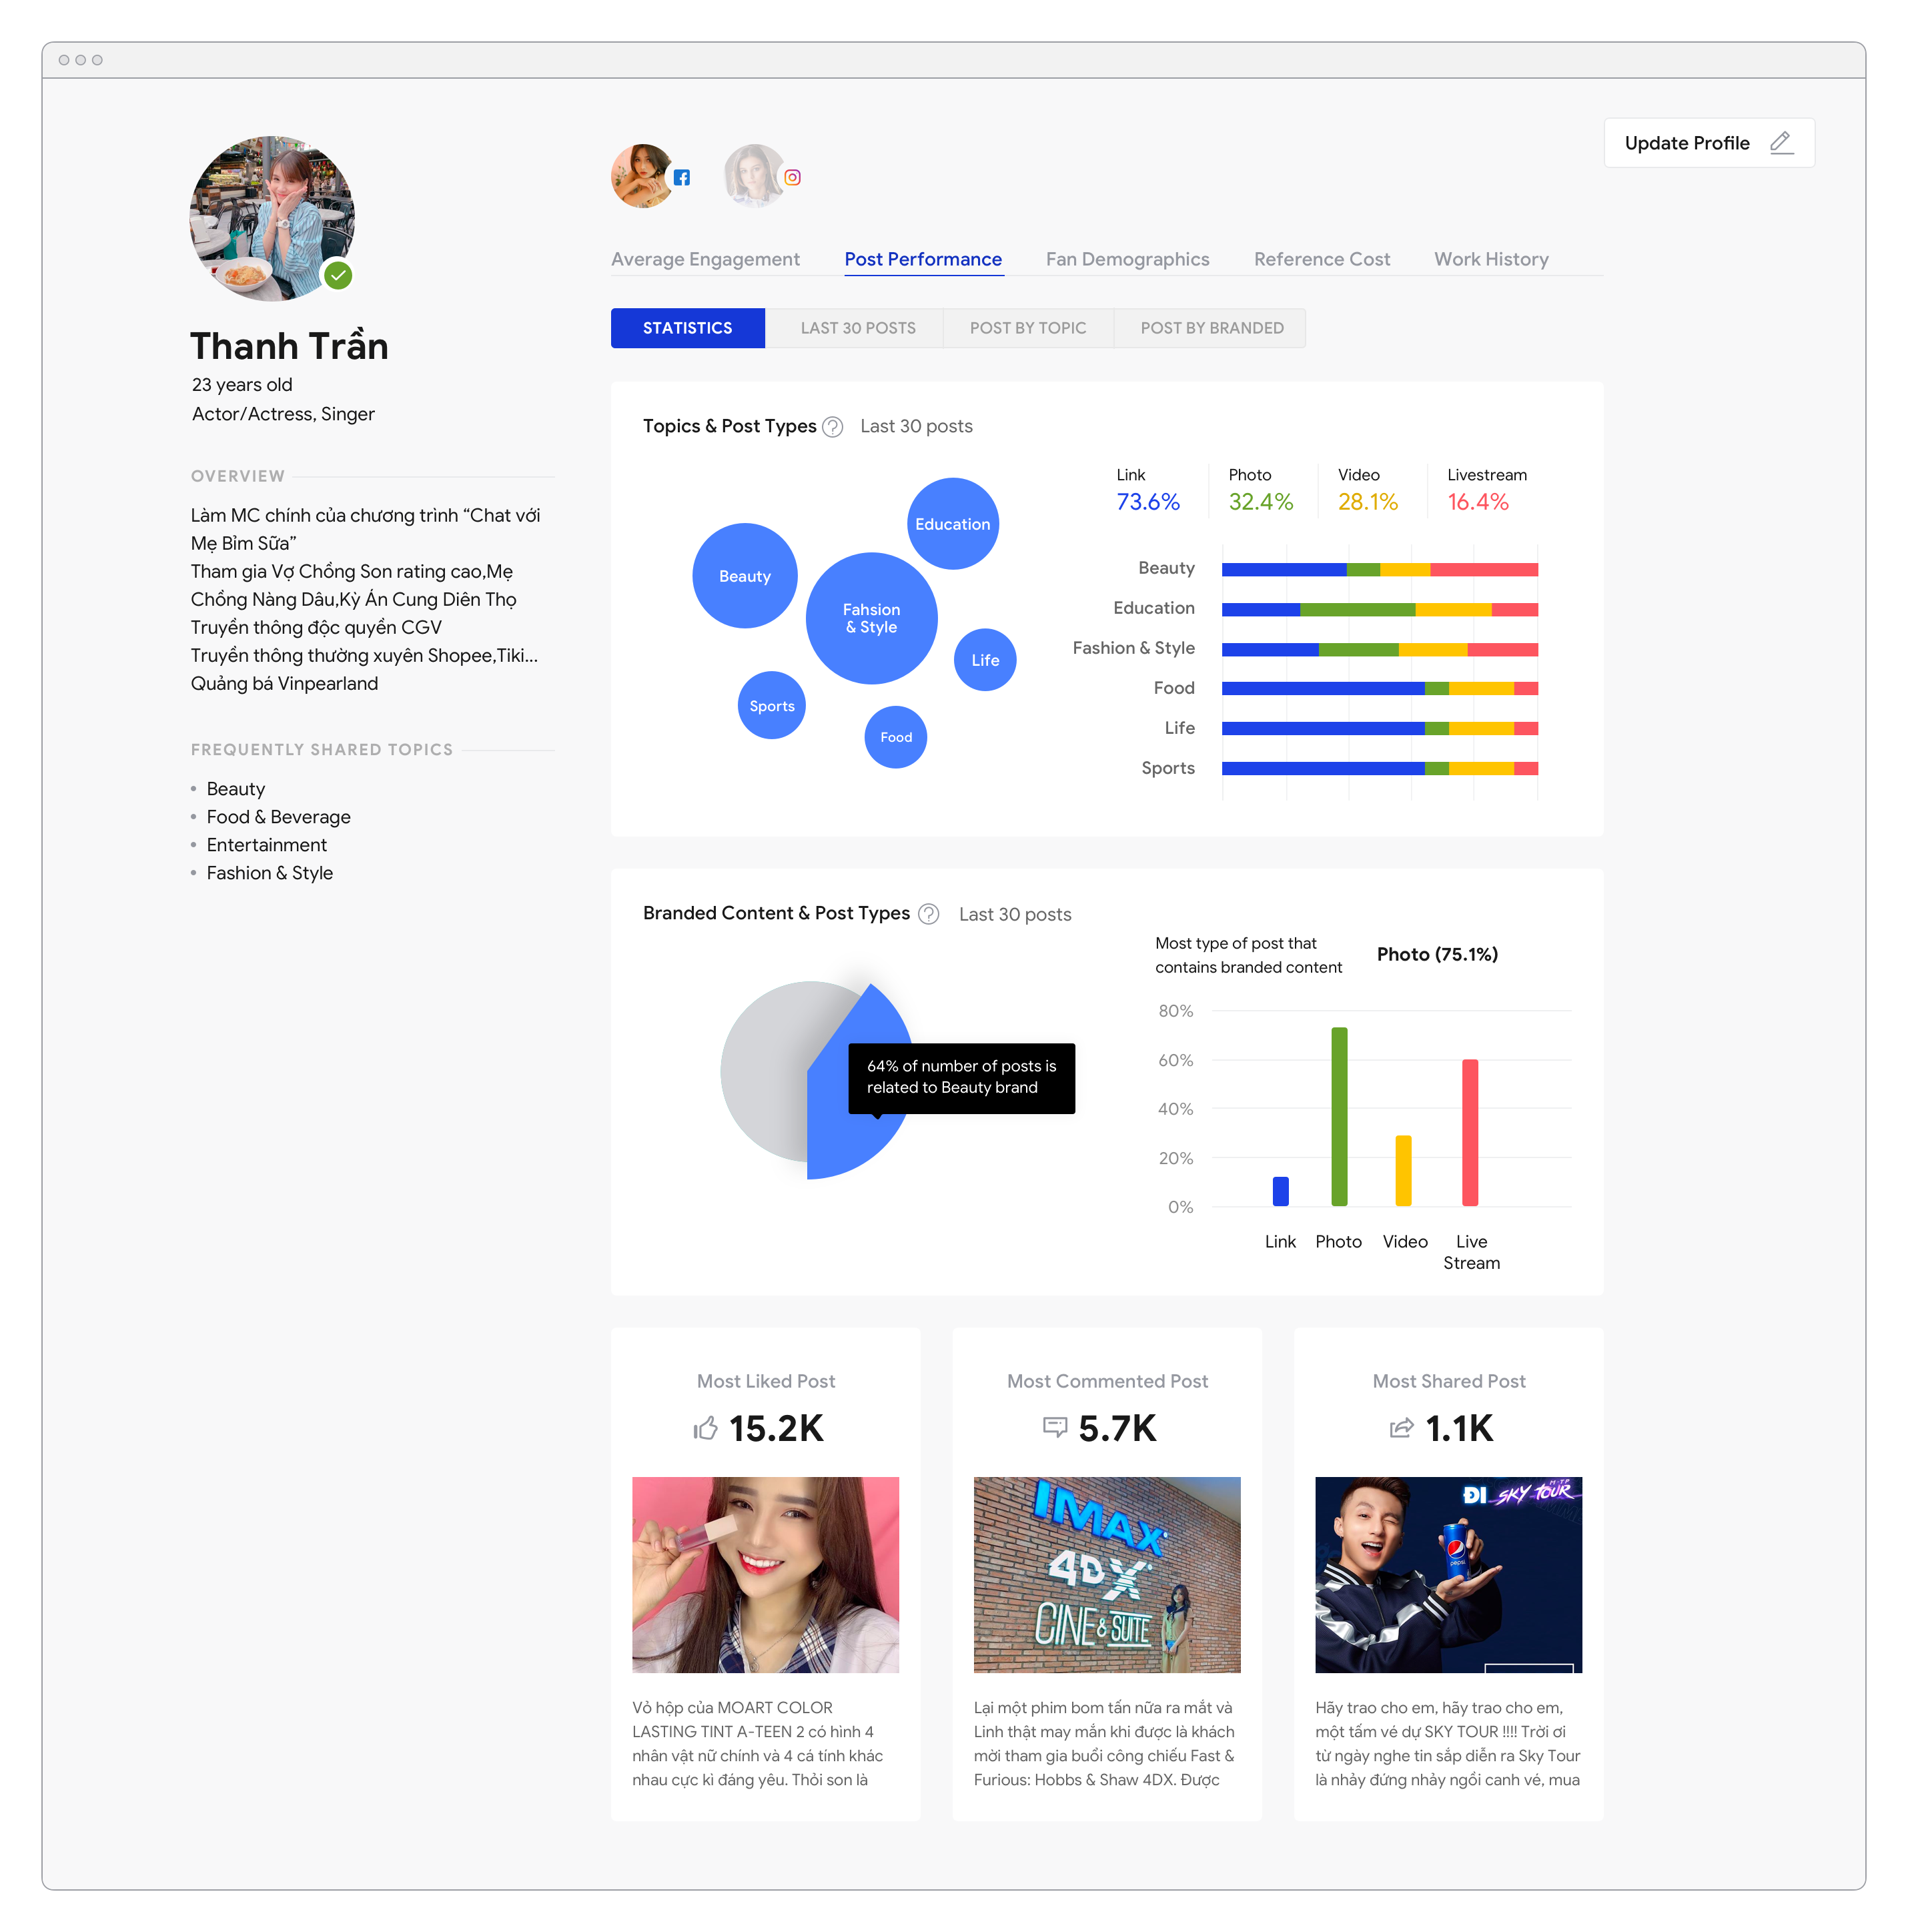 Update Profile
Thanh Trần
23 years old
Actor/Actress, Singer
OVERVIEW
Làm MC chính của chương trình “Chat với
Mẹ Bỉm Sữa”
Tham gia Vợ Chồng Son rating cao,Mẹ
Chồng Nàng Dâu,Kỳ Án Cung Diên Thọ
Truyền thông độc quyền CGV
Truyền thông thường xuyên Shopee,Tiki...
Quảng bá Vinpearland
FREQUENTLY SHARED TOPICS
Beauty
Food & Beverage
Entertainment
Fashion & Style
Average Engagement
Post Performance
Fan Demographics
Reference Cost
Work History
STATISTICS
LAST 30 POSTS
POST BY TOPIC
POST BY BRANDED
Topics & Post Types
Last 30 posts
Education
Beauty
Fahsion
& Style
Life
Sports
Food
Link
73.6%
Photo
32.4%
Video
28.1%
Livestream
16.4%
Beauty
Education
Fashion & Style
Food
Life
Sports
Branded Content & Post Types
Last 30 posts
64% of number of posts is
related to Beauty brand
Most type of post that
contains branded content
Photo (75.1%)
80%
60%
40%
20%
0%
Link
Photo
Video
Live
Stream
Most Liked Post
15.2K
Vỏ hộp của MOART COLOR
LASTING TINT A-TEEN 2 có hình 4
nhân vật nữ chính và 4 cá tính khác
nhau cực kì đáng yêu. Thỏi son là
Most Commented Post
5.7K
IMAX
4DX
CINE & SUITE
Lại một phim bom tấn nữa ra mắt và
Linh thật may mắn khi được là khách
mời tham gia buổi công chiếu Fast &
Furious: Hobbs & Shaw 4DX. Được
Most Shared Post
1.1K
M-TP
ĐI SKY TOUR
pepsi
Hãy trao cho em, hãy trao cho em,
một tấm vé dự SKY TOUR !!!! Trời ơi
từ ngày nghe tin sắp diễn ra Sky Tour
là nhảy đứng nhảy ngồi canh vé, mua